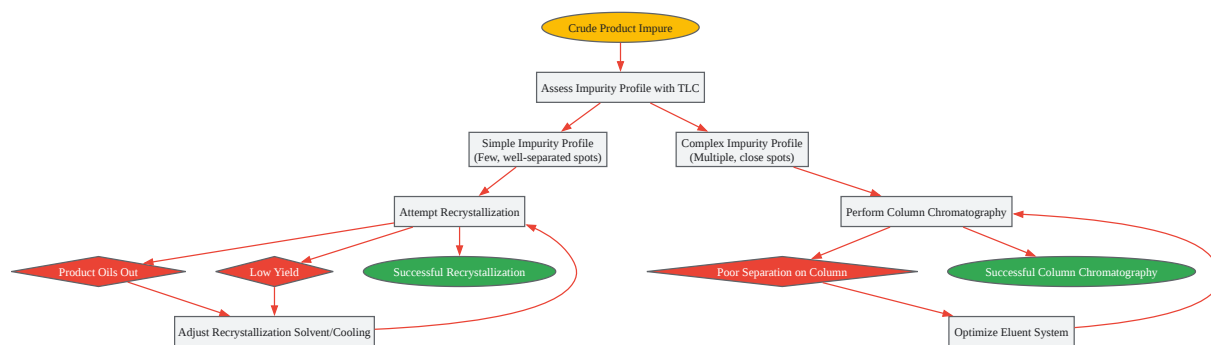 Crude Product Impure
Assess Impurity Profile with TLC
Simple Impurity Profile
(Few, well-separated spots)
Complex Impurity Profile
(Multiple, close spots)
Attempt Recrystallization
Perform Column Chromatography
Product Oils Out
Low Yield
Successful Recrystallization
Poor Separation on Column
Successful Column Chromatography
Adjust Recrystallization Solvent/Cooling
Optimize Eluent System